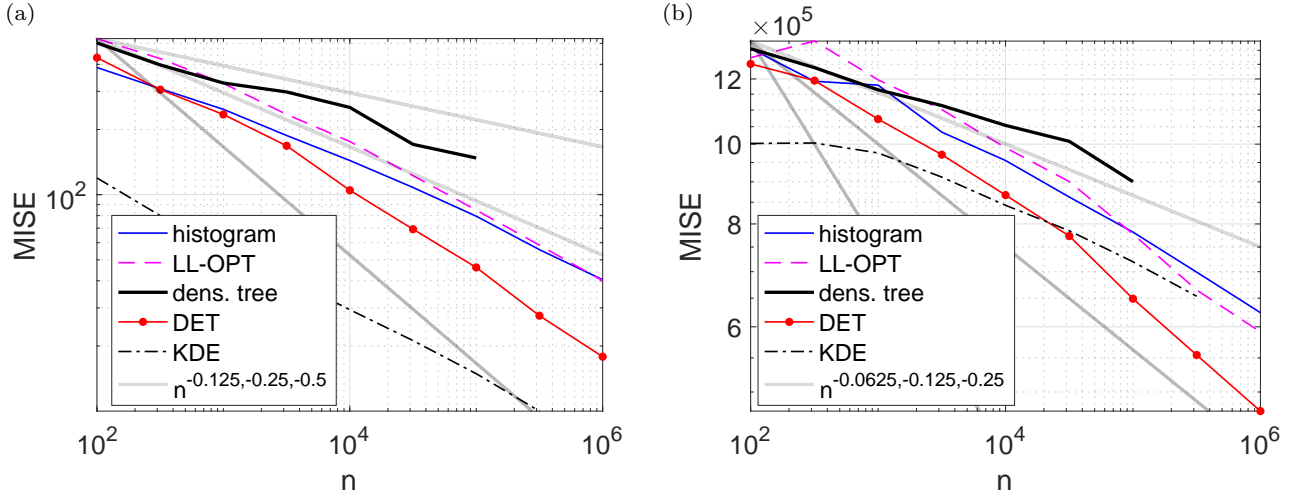 (a)
MISE
10^2
histogram
LL-OPT
dens. tree
DET
KDE
n^-0.125,-0.25,-0.5
10^2
10^4
10^6
n
(b)
× 10^5
MISE
12
10
8
6
histogram
LL-OPT
dens. tree
DET
KDE
n^-0.0625,-0.125,-0.25
10^2
10^4
10^6
n